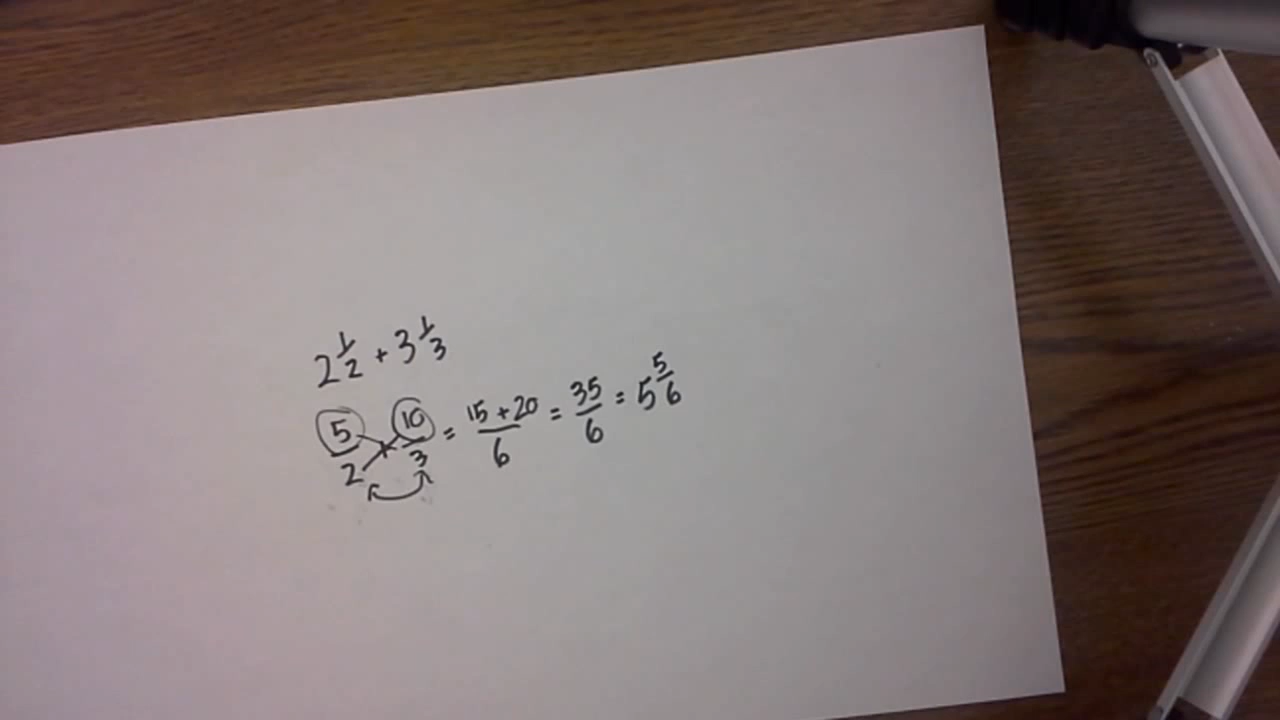 2 1/2 + 3 1/3
5/2 + 10/3 = 15 + 20/6 = 35/6 = 5 5/6